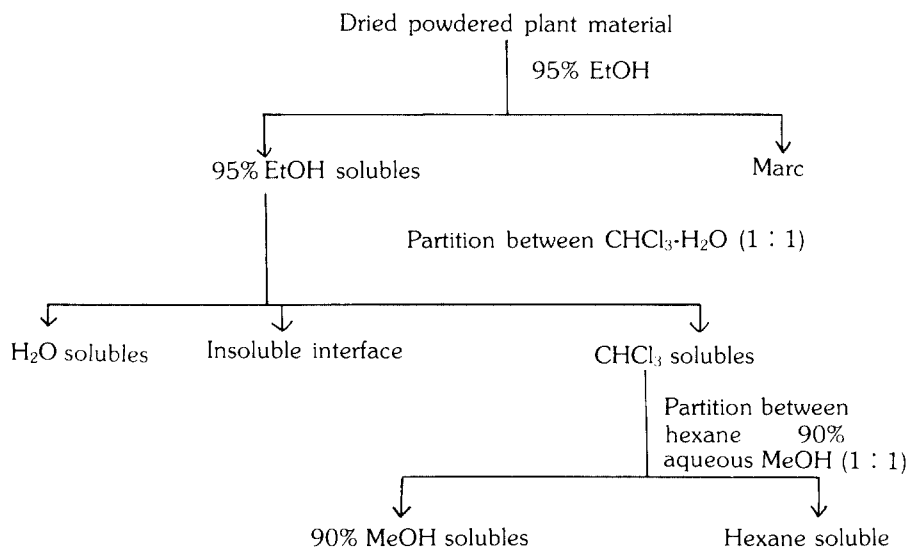 Dried powdered plant material
95% EtOH
95% EtOH solubles
Marc
Partition between CHCl₃-H₂O (1 : 1)
H₂O solubles
Insoluble interface
CHCl₃ solubles
Partition between
hexane 90%
aqueous MeOH (1 : 1)
90% MeOH solubles
Hexane soluble